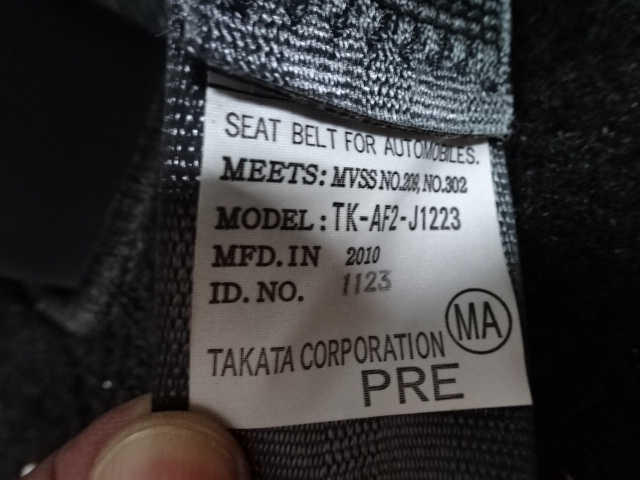 SEAT BELT FOR AUTOMOBILES.
MEETS: MVSS NO.209, NO.302
MODEL: TK-AF2-J1223
MFD. IN 2010
ID. NO. 1123
MA
TAKATA CORPORATION
PRE